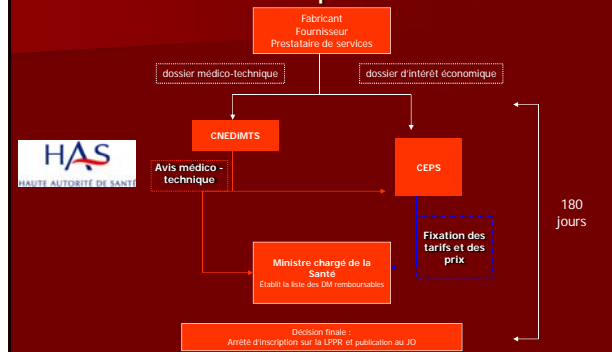 Fabricant
Fournisseur
Prestataire de services
dossier médico-technique
dossier d'intérêt économique
CNEDiMTS
HAS
HAUTE AUTORITÉ DE SANTÉ
Avis médico -
technique
CEPS
180
jours
Fixation des
tarifs et des
prix
Ministre chargé de la
Santé
Établit la liste des DM remboursables
Décision finale :
Arrêté d'inscription sur la LPPR et publication au JO